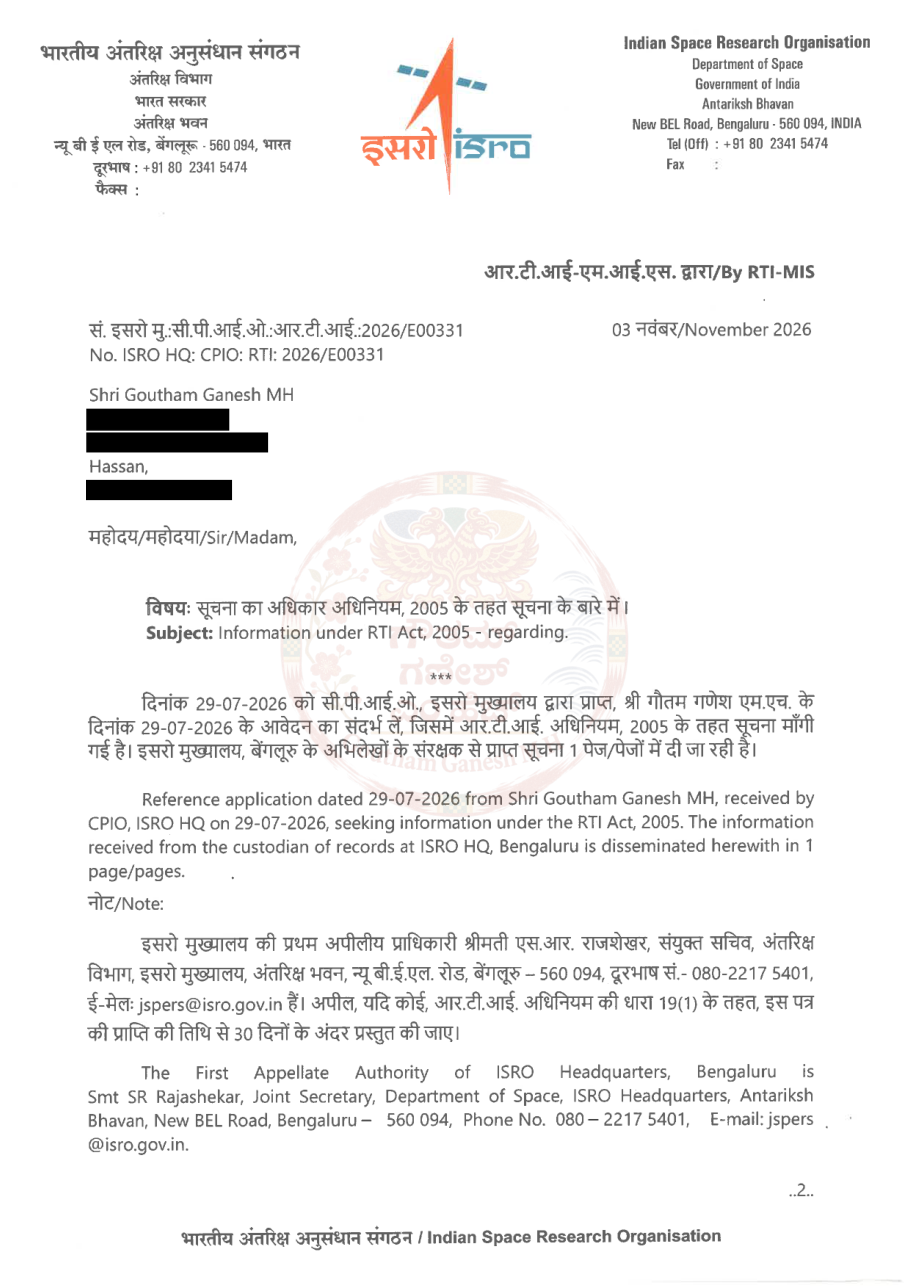 भारतीय अंतरिक्ष अनुसंधान संगठन
अंतरिक्ष विभाग
भारत सरकार
अंतरिक्ष भवन
न्यू बी ई एल रोड, बेंगलूरू - 560 094, भारत
दूरभाष : +91 80 2341 5474
फैक्स :
इसरो isro
Indian Space Research Organisation
Department of Space
Government of India
Antariksh Bhavan
New BEL Road, Bengaluru - 560 094, INDIA
Tel (Off) : +91 80 2341 5474
Fax :
आर.टी.आई-एम.आई.एस. द्वारा/By RTI-MIS
सं. इसरो मु.:सी.पी.आई.ओ.:आर.टी.आई.:2026/E00331
03 नवंबर/November 2026
No. ISRO HQ: CPIO: RTI: 2026/E00331
Shri Goutham Ganesh MH
Hassan,
महोदय/महोदया/Sir/Madam,
विषयः सूचना का अधिकार अधिनियम, 2005 के तहत सूचना के बारे में।
Subject: Information under RTI Act, 2005 - regarding.
***
ಗೌತಮ್
ಗಣೇಶ್
दिनांक 29-07-2026 को सी.पी.आई.ओ., इसरो मुख्यालय द्वारा प्राप्त, श्री गौतम गणेश एम.एच. के
दिनांक 29-07-2026 के आवेदन का संदर्भ लें, जिसमें आर.टी.आई. अधिनियम, 2005 के तहत सूचना माँगी
गई है। इसरो मुख्यालय, बेंगलूरु के अभिलेखों के संरक्षक से प्राप्त सूचना 1 पेज/पेजों में दी जा रही है।
Reference application dated 29-07-2026 from Shri Goutham Ganesh MH, received by
CPIO, ISRO HQ on 29-07-2026, seeking information under the RTI Act, 2005. The information
received from the custodian of records at ISRO HQ, Bengaluru is disseminated herewith in 1
page/pages.
नोट/Note:
इसरो मुख्यालय की प्रथम अपीलीय प्राधिकारी श्रीमती एस.आर. राजशेखर, संयुक्त सचिव, अंतरिक्ष
विभाग, इसरो मुख्यालय, अंतरिक्ष भवन, न्यू बी.ई.एल. रोड, बेंगलूरु – 560 094, दूरभाष सं.- 080-2217 5401,
ई-मेलः jspers@isro.gov.in हैं। अपील, यदि कोई, आर.टी.आई. अधिनियम की धारा 19(1) के तहत, इस पत्र
की प्राप्ति की तिथि से 30 दिनों के अंदर प्रस्तुत की जाए।
The First Appellate Authority of ISRO Headquarters, Bengaluru is
Smt SR Rajashekar, Joint Secretary, Department of Space, ISRO Headquarters, Antariksh
Bhavan, New BEL Road, Bengaluru – 560 094, Phone No. 080 – 2217 5401, E-mail: jspers
@isro.gov.in.
..2..
भारतीय अंतरिक्ष अनुसंधान संगठन / Indian Space Research Organisation